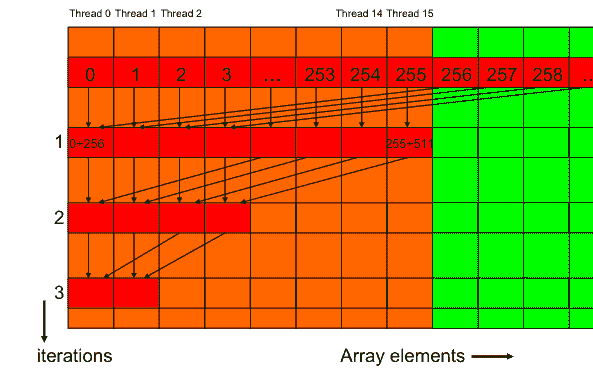 Thread 0 Thread 1 Thread 2 Thread 14 Thread 15
0 1 2 3 ... 253 254 255 256 257 258 ..
1 0+256 255+511
2
3
iterations Array elements